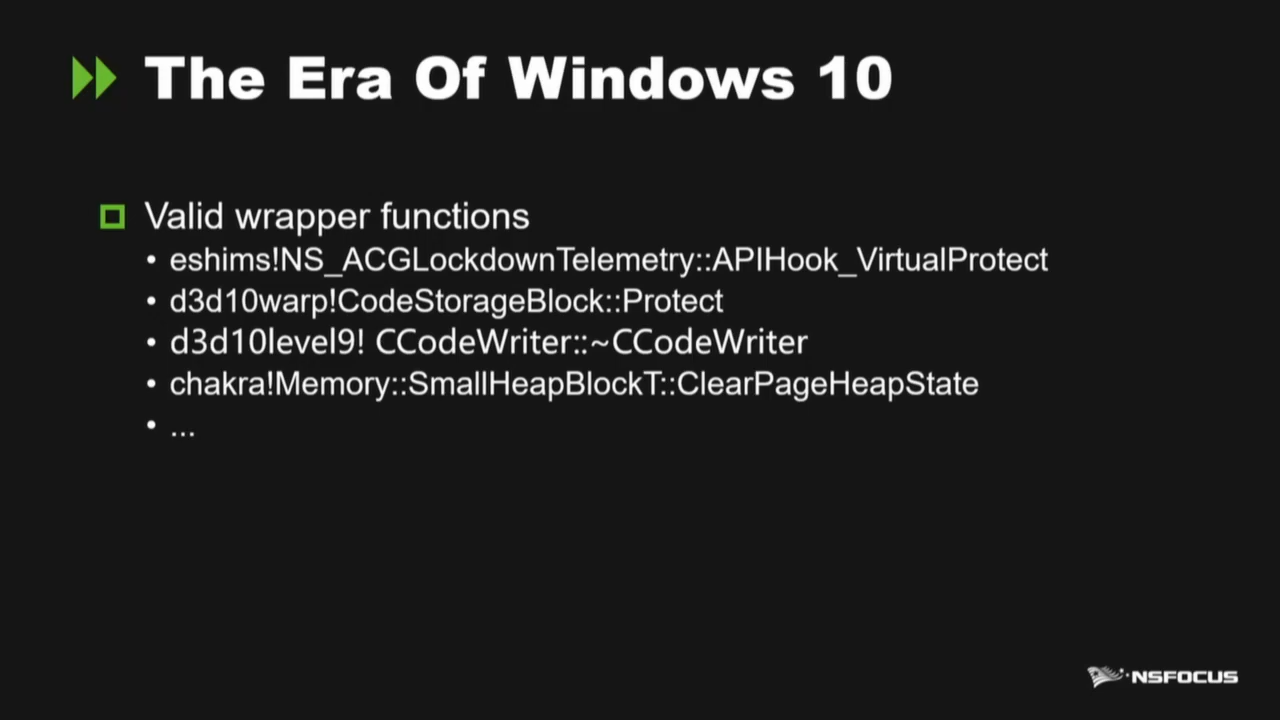 The Era Of Windows 10
Valid wrapper functions
• eshims!NS_ACGLockdownTelemetry::APIHook_VirtualProtect
• d3d10warp!CodeStorageBlock::Protect
• d3d10level9! CCodeWriter::~CCodeWriter
• chakra!Memory::SmallHeapBlockT::ClearPageHeapState
• ...
NSFOCUS